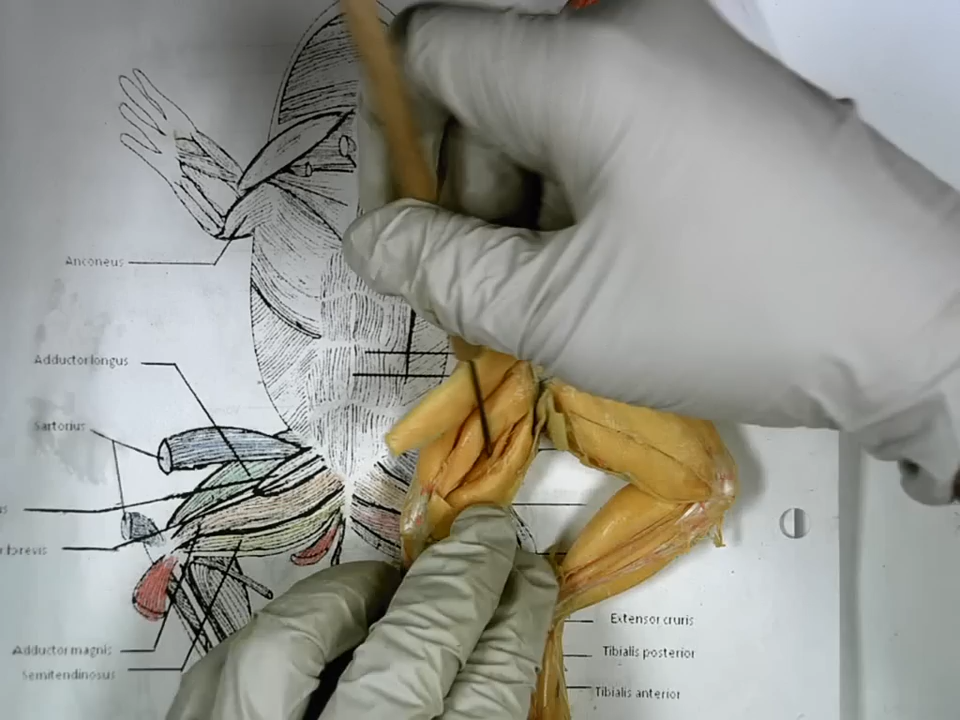 Anconeus
Adductor longus
Sartorius
Adductor magnis
Semitendinosus
Extensor cruris
Tibialis posterior
Tibialis anterior